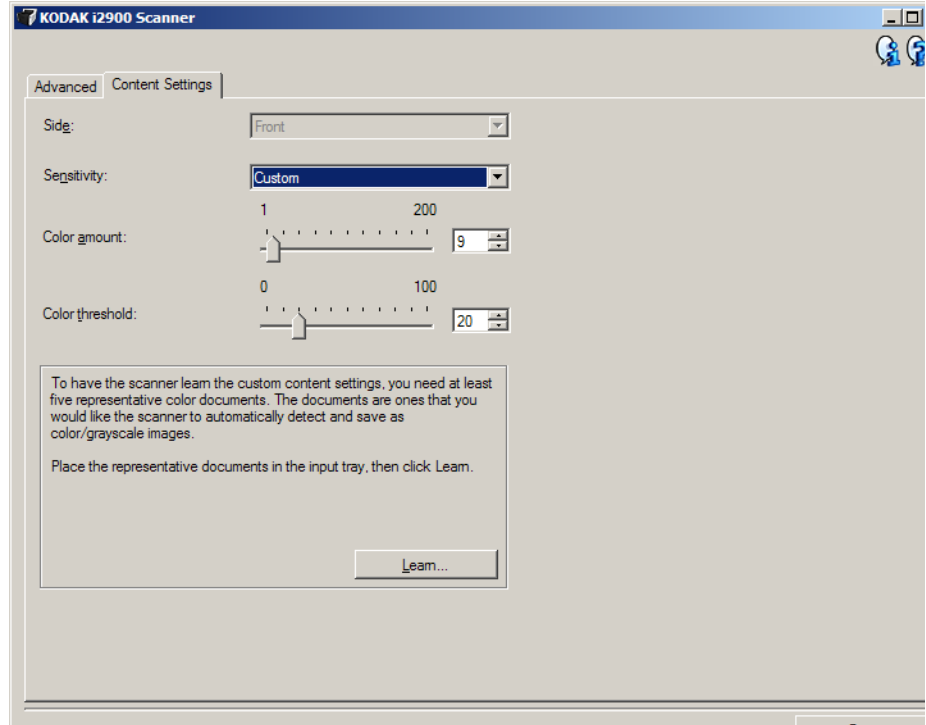 KODAK i2900 Scanner
Advanced
Content Settings
Side:
Front
Sensitivity:
Custom
1
200
Color amount:
9
0
100
Color threshold:
20
To have the scanner learn the custom content settings, you need at least
five representative color documents. The documents are ones that you
would like the scanner to automatically detect and save as
color/grayscale images.
Place the representative documents in the input tray, then click Learn.
Learn...